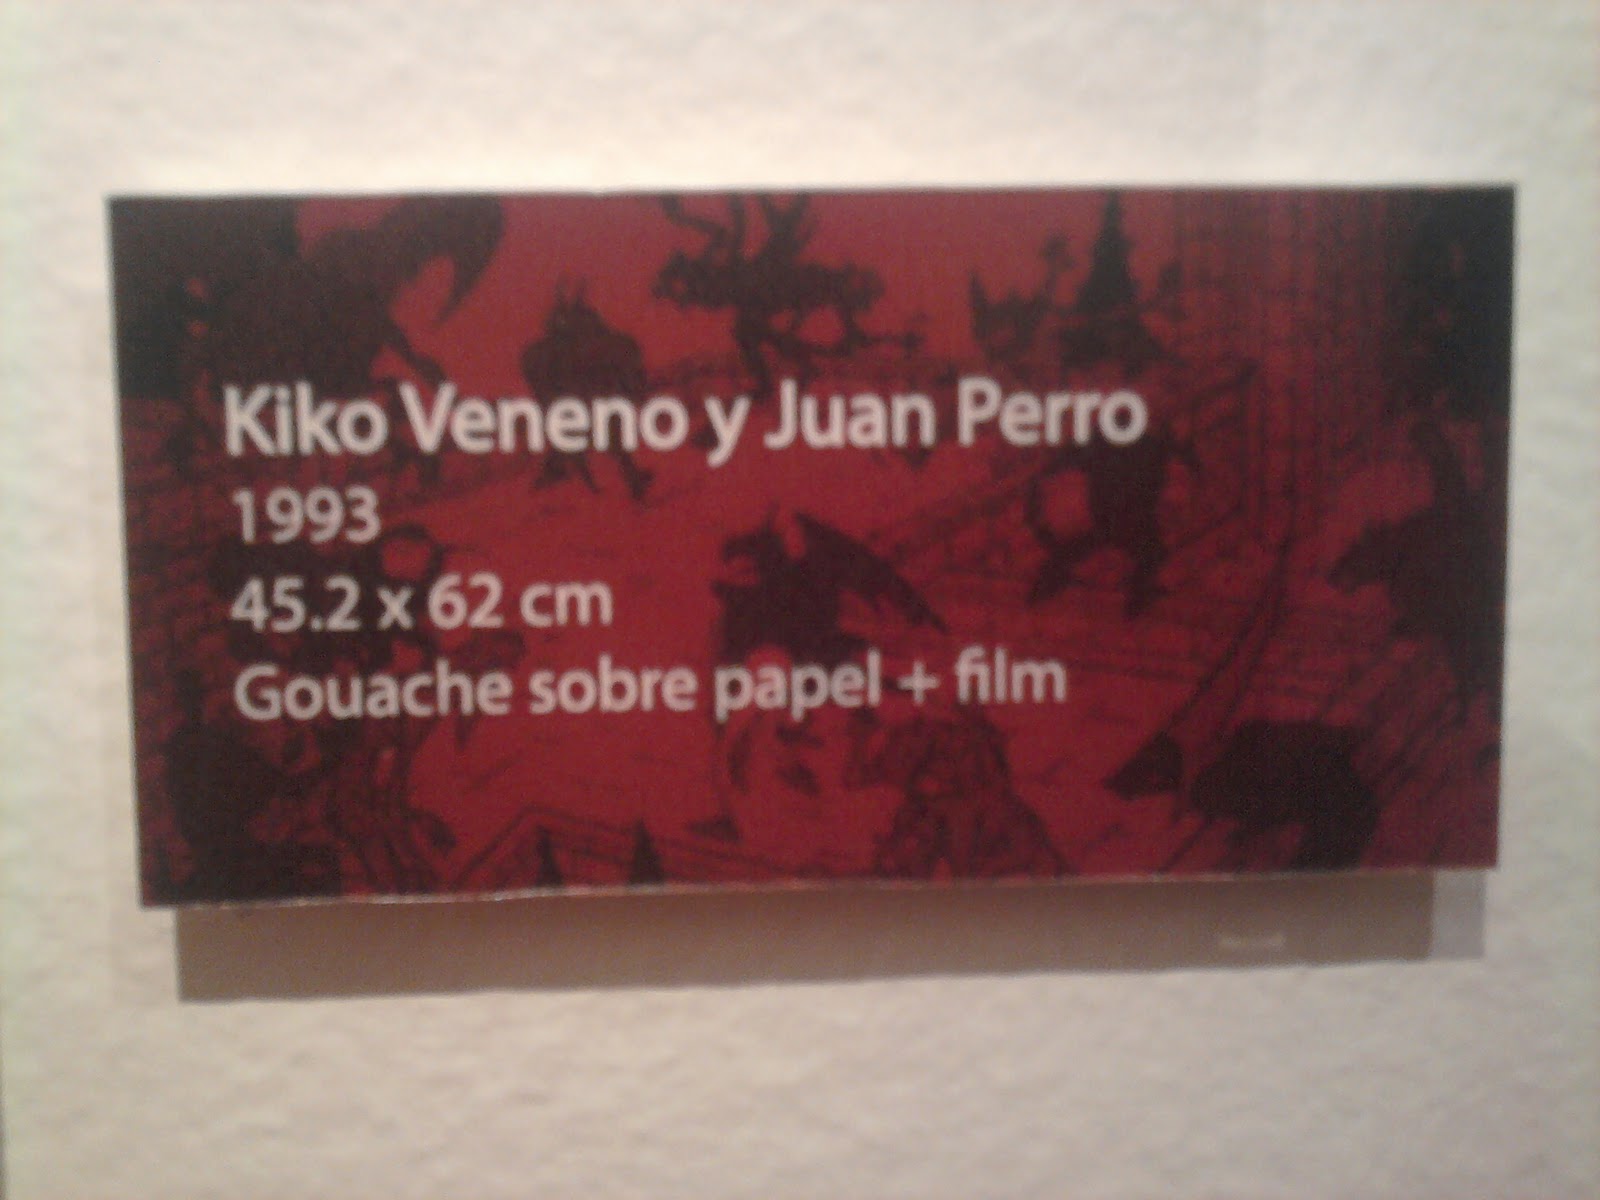 Kiko Veneno y Juan Perro
1993
45.2 x 62 cm
Gouache sobre papel + film